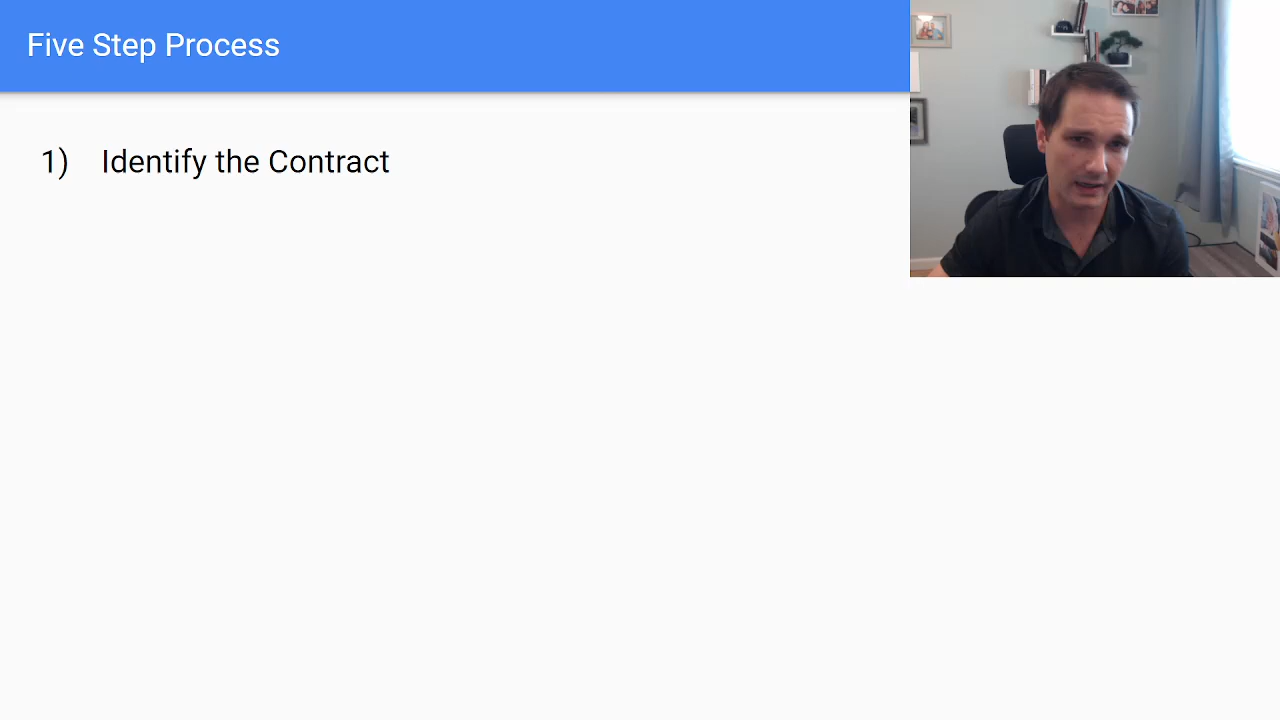 Five Step Process
1) Identify the Contract